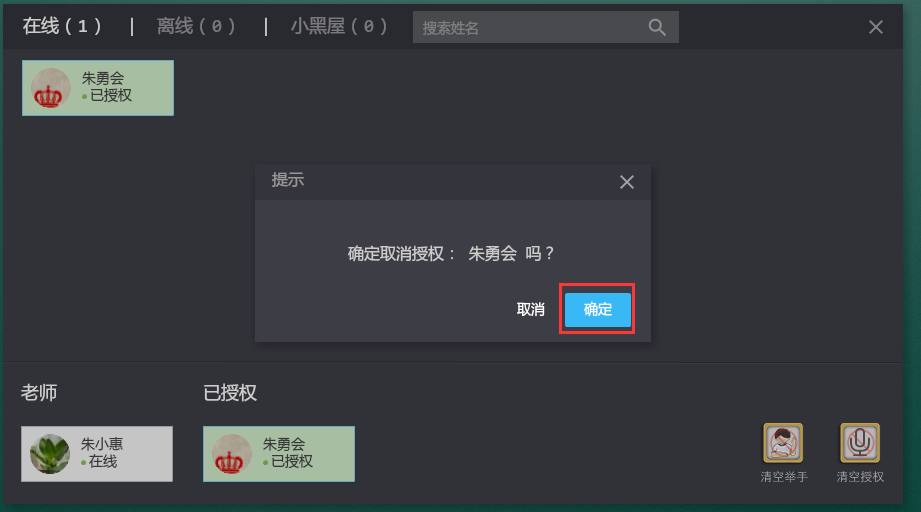 在线（1） | 离线（0） | 小黑屋（0） 搜索姓名
朱勇会
已授权
提示
确定取消授权： 朱勇会 吗？
取消 确定
老师 已授权
朱小惠 朱勇会
在线 已授权
清空举手 清空授权